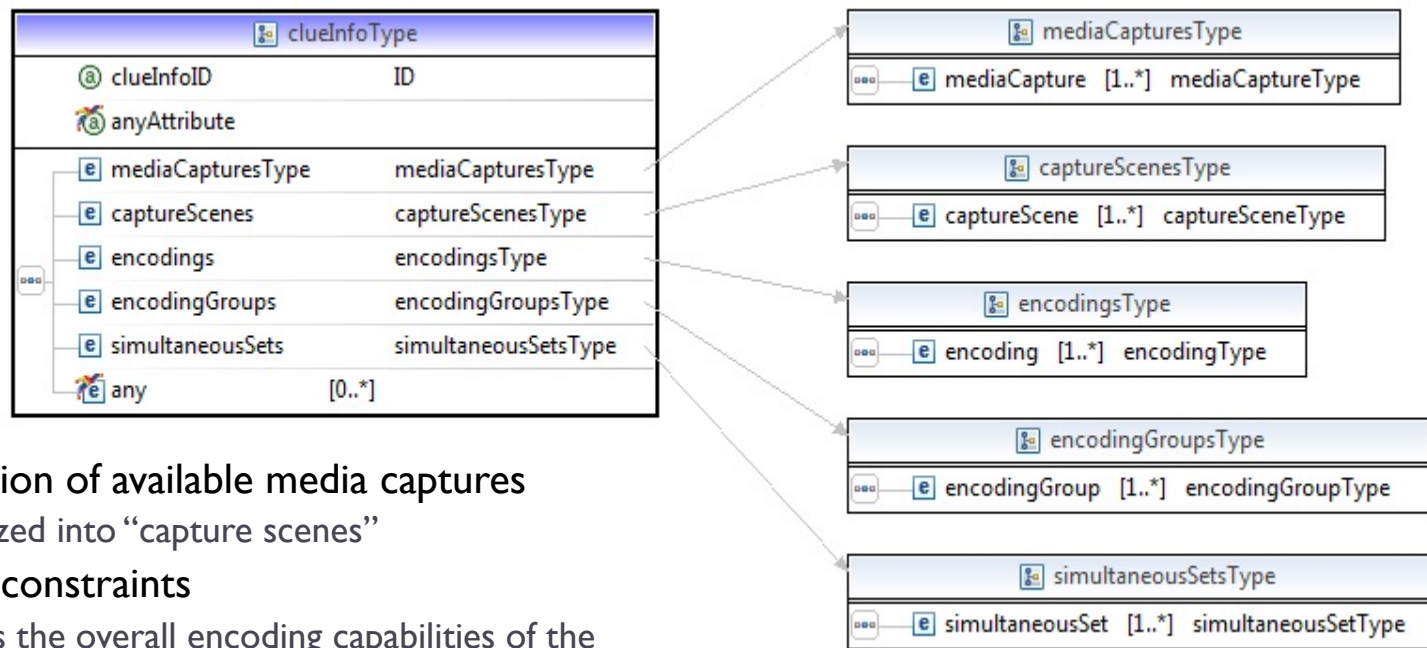 clueInfoType
clueInfoID ID
anyAttribute
mediaCapturesType mediaCapturesType
captureScenes captureScenesType
encodings encodingsType
encodingGroups encodingGroupsType
simultaneousSets simultaneousSetsType
any [0..*]
mediaCapturesType
mediaCapture [1..*] mediaCaptureType
captureScenesType
captureScene [1..*] captureSceneType
encodingsType
encoding [1..*] encodingType
encodingGroupsType
encodingGroup [1..*] encodingGroupType
simultaneousSetsType
simultaneousSet [1..*] simultaneousSetType
tion of available media captures
zed into “capture scenes”
constraints
s the overall encoding capabilities of the